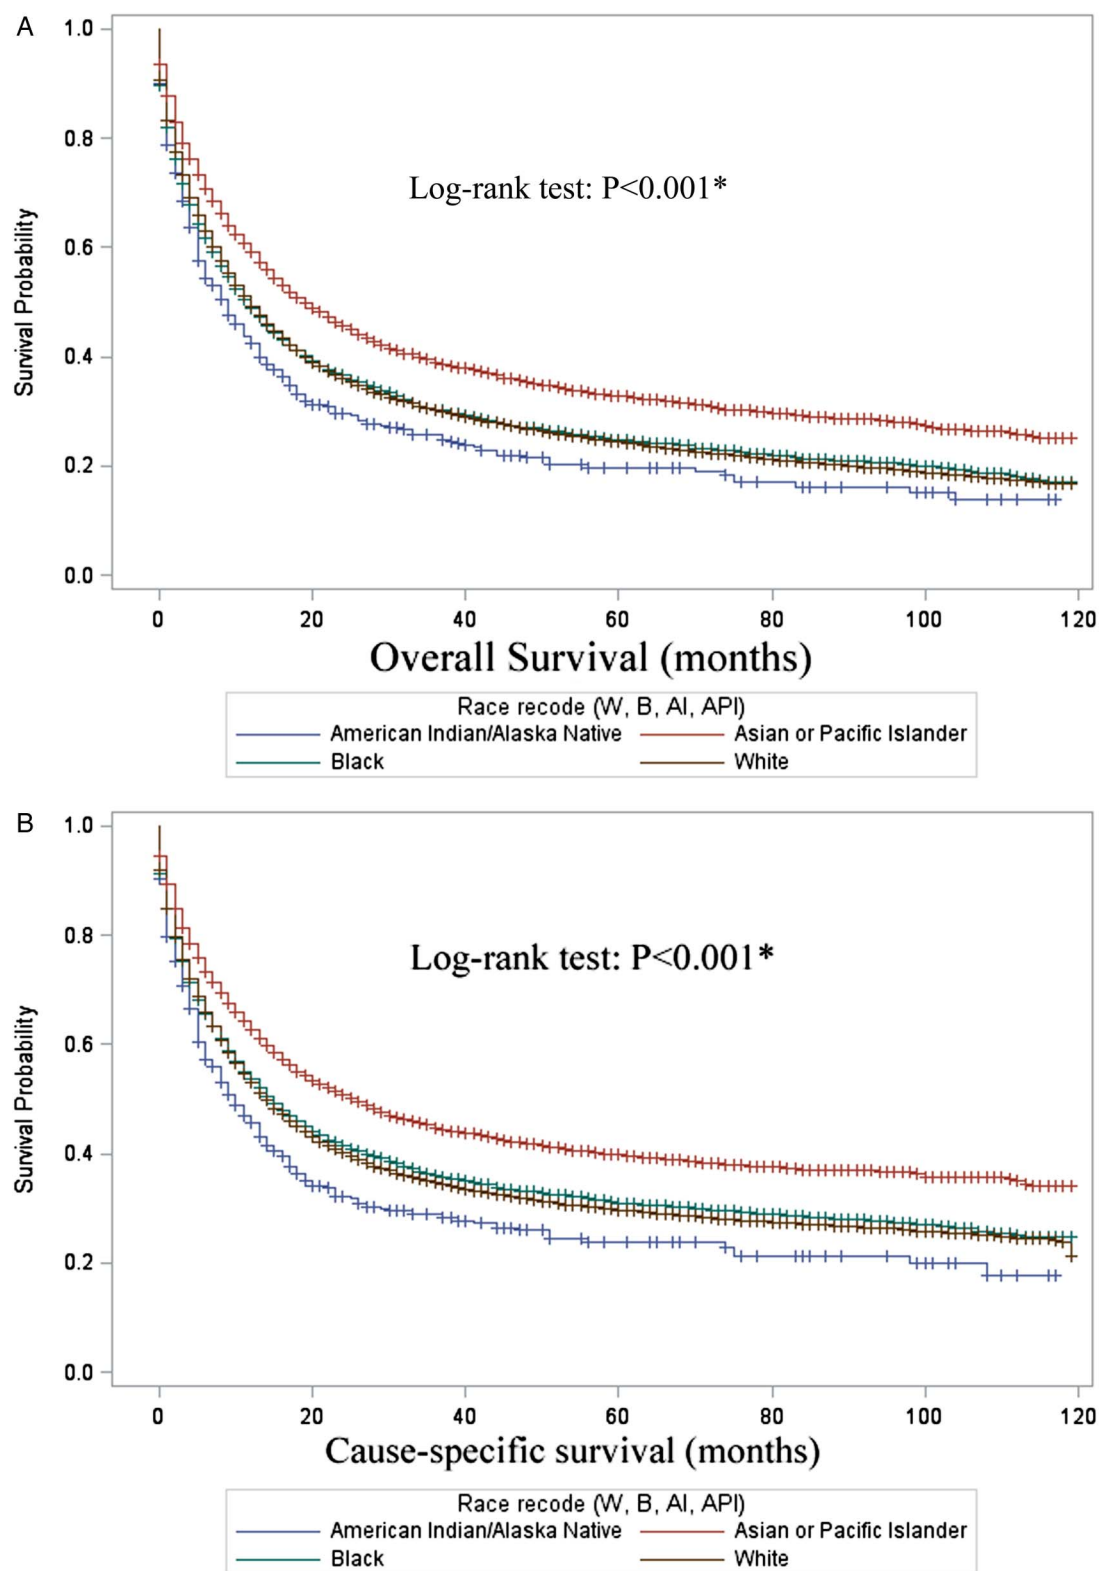 A
1.0
0.8
0.6
0.4
0.2
0.0
Survival Probability
Log-rank test: P<0.001*
0 20 40 60 80 100 120
Overall Survival (months)
Race recode (W, B, AI, API)
American Indian/Alaska Native Asian or Pacific Islander
Black White
B
1.0
0.8
0.6
0.4
0.2
0.0
Survival Probability
Log-rank test: P<0.001*
0 20 40 60 80 100 120
Cause-specific survival (months)
Race recode (W, B, AI, API)
American Indian/Alaska Native Asian or Pacific Islander
Black White